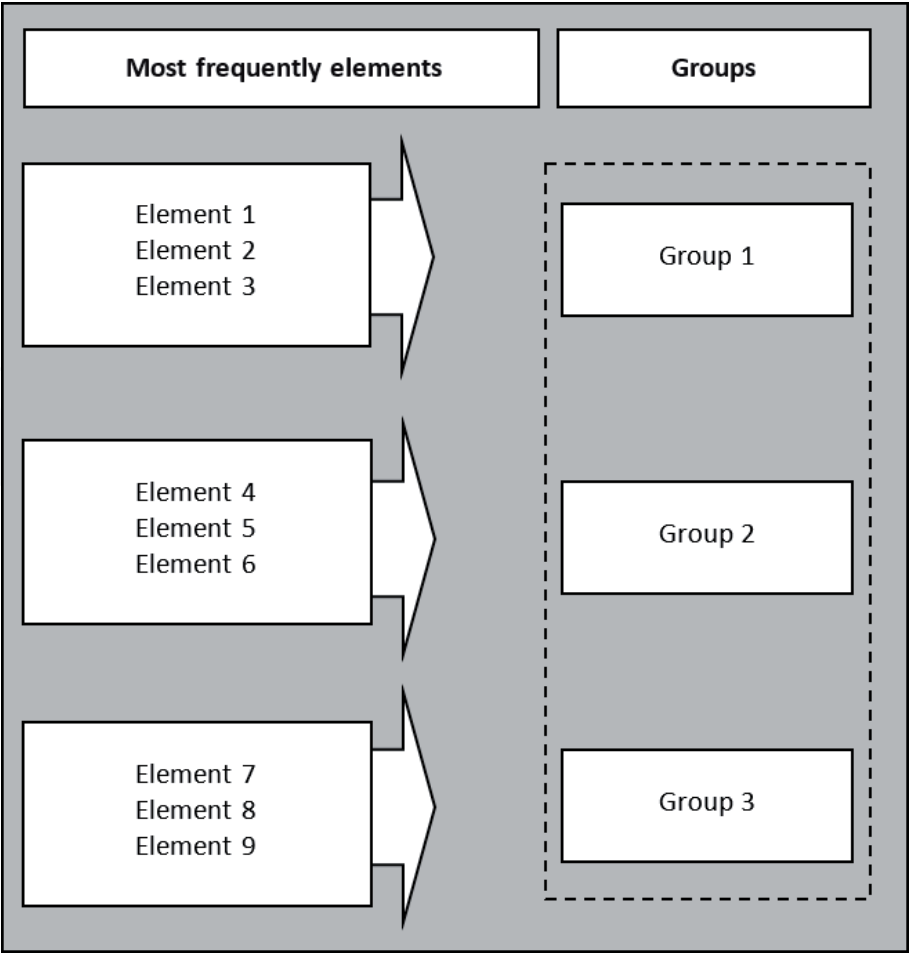 Most frequently elements
Groups
Element 1
Element 2
Element 3
Group 1
Element 4
Element 5
Element 6
Group 2
Element 7
Element 8
Element 9
Group 3